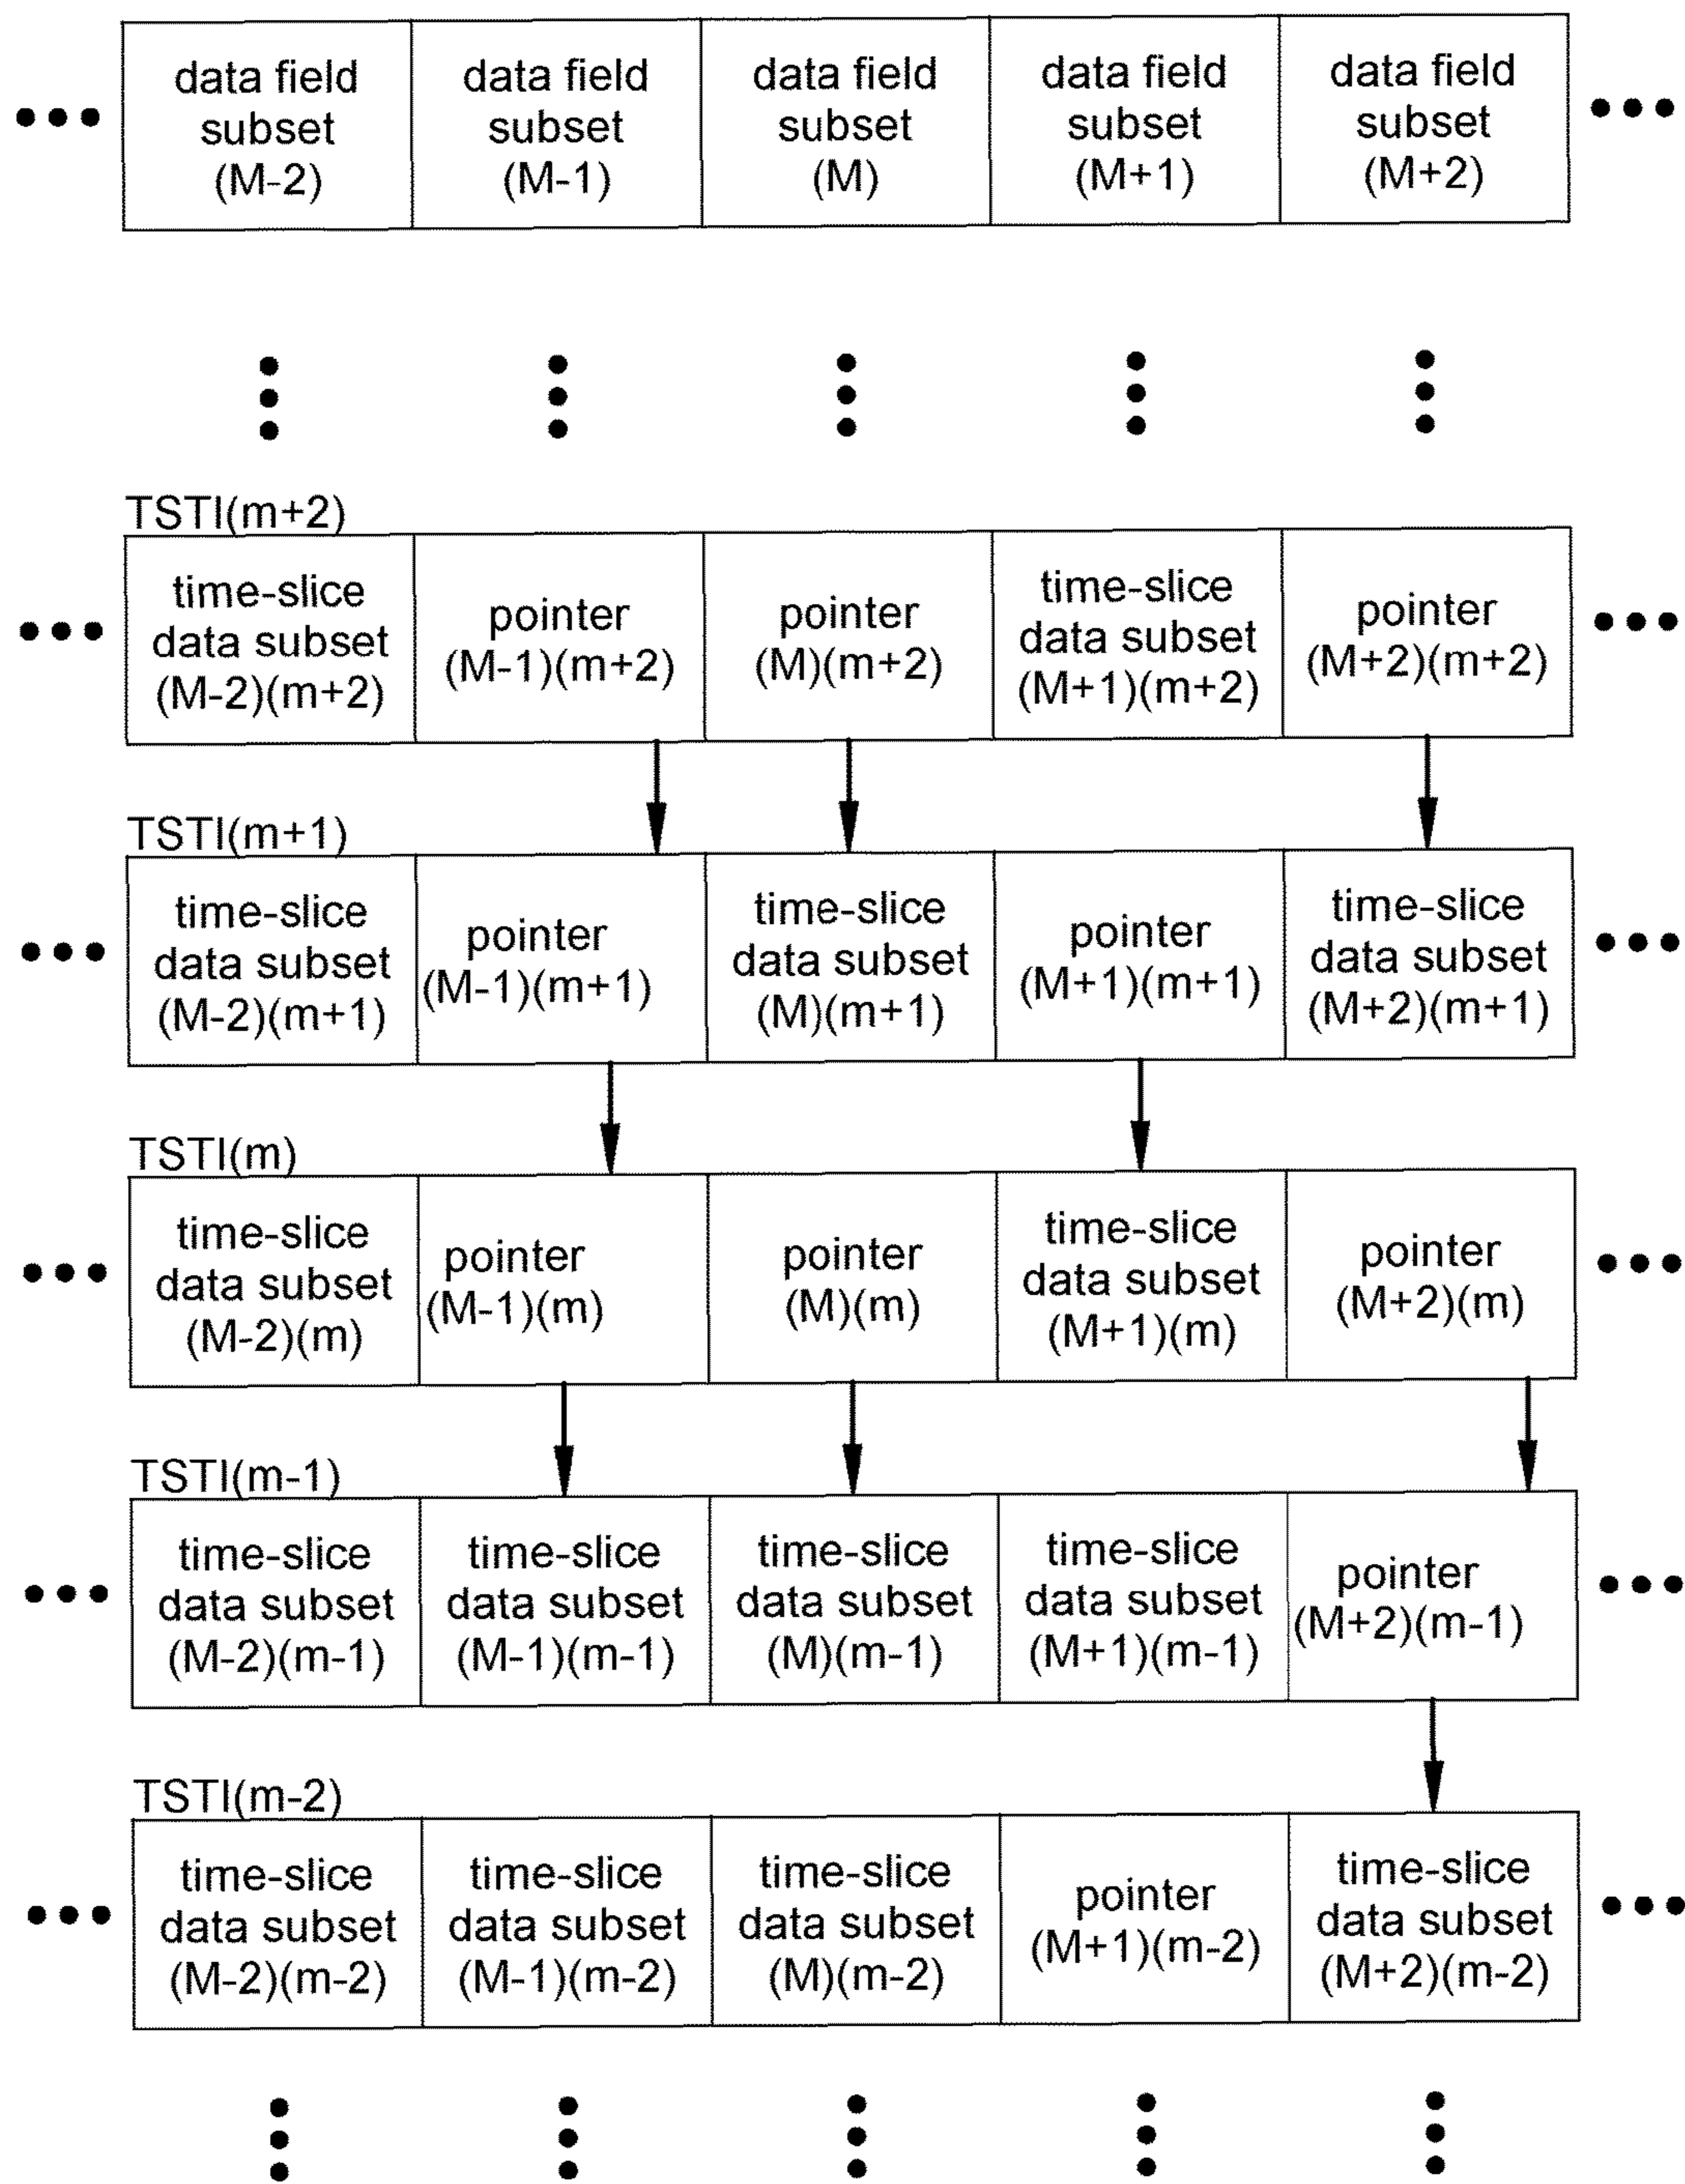 data field data field data field data field data field
subset subset subset subset subset
(M-2) (M-1) (M) (M+1) (M+2)
TSTI(m+2)
time-slice pointer pointer time-slice pointer
data subset (M-1)(m+2) (M)(m+2) data subset (M+2)(m+2)
(M-2)(m+2) (M+1)(m+2)
TSTI(m+1)
time-slice pointer time-slice pointer time-slice
data subset (M-1)(m+1) data subset (M+1)(m+1) data subset
(M-2)(m+1) (M)(m+1) (M+2)(m+1)
TSTI(m)
time-slice pointer pointer time-slice pointer
data subset (M-1)(m) (M)(m) data subset (M+2)(m)
(M-2)(m) (M+1)(m)
TSTI(m-1)
time-slice time-slice time-slice time-slice pointer
data subset data subset data subset data subset (M+2)(m-1)
(M-2)(m-1) (M-1)(m-1) (M)(m-1) (M+1)(m-1)
TSTI(m-2)
time-slice time-slice time-slice pointer time-slice
data subset data subset data subset (M+1)(m-2) data subset
(M-2)(m-2) (M-1)(m-2) (M)(m-2) (M+2)(m-2)